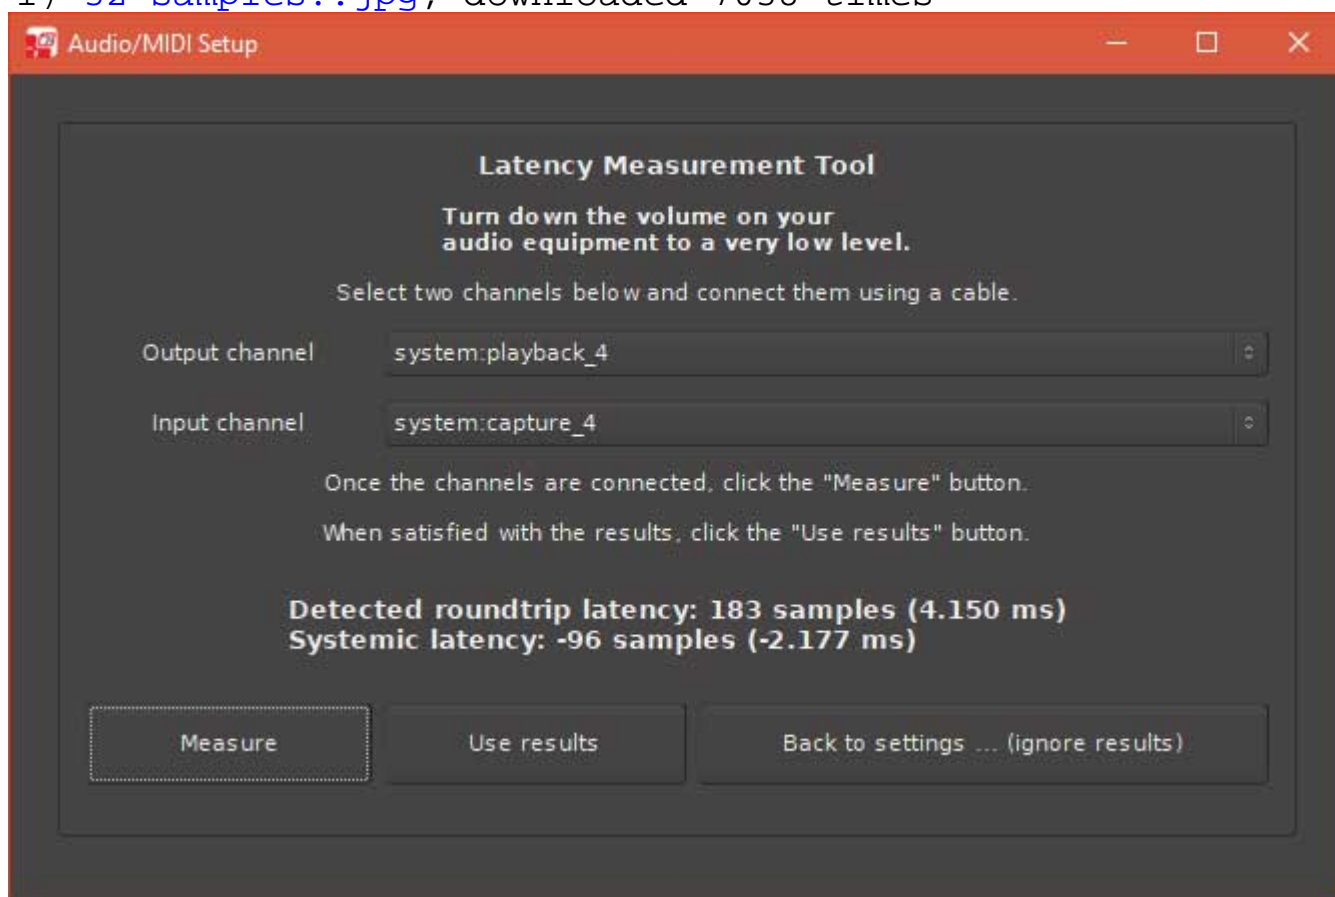 Audio/MIDI Setup
Latency Measurement Tool
Turn down the volume on your
audio equipment to a very low level.
Select two channels below and connect them using a cable.
Output channel system:playback_4
Input channel system:capture_4
Once the channels are connected, click the "Measure" button.
When satisfied with the results, click the "Use results" button.
Detected roundtrip latency: 183 samples (4.150 ms)
Systemic latency: -96 samples (-2.177 ms)
Measure Use results Back to settings ... (ignore results)